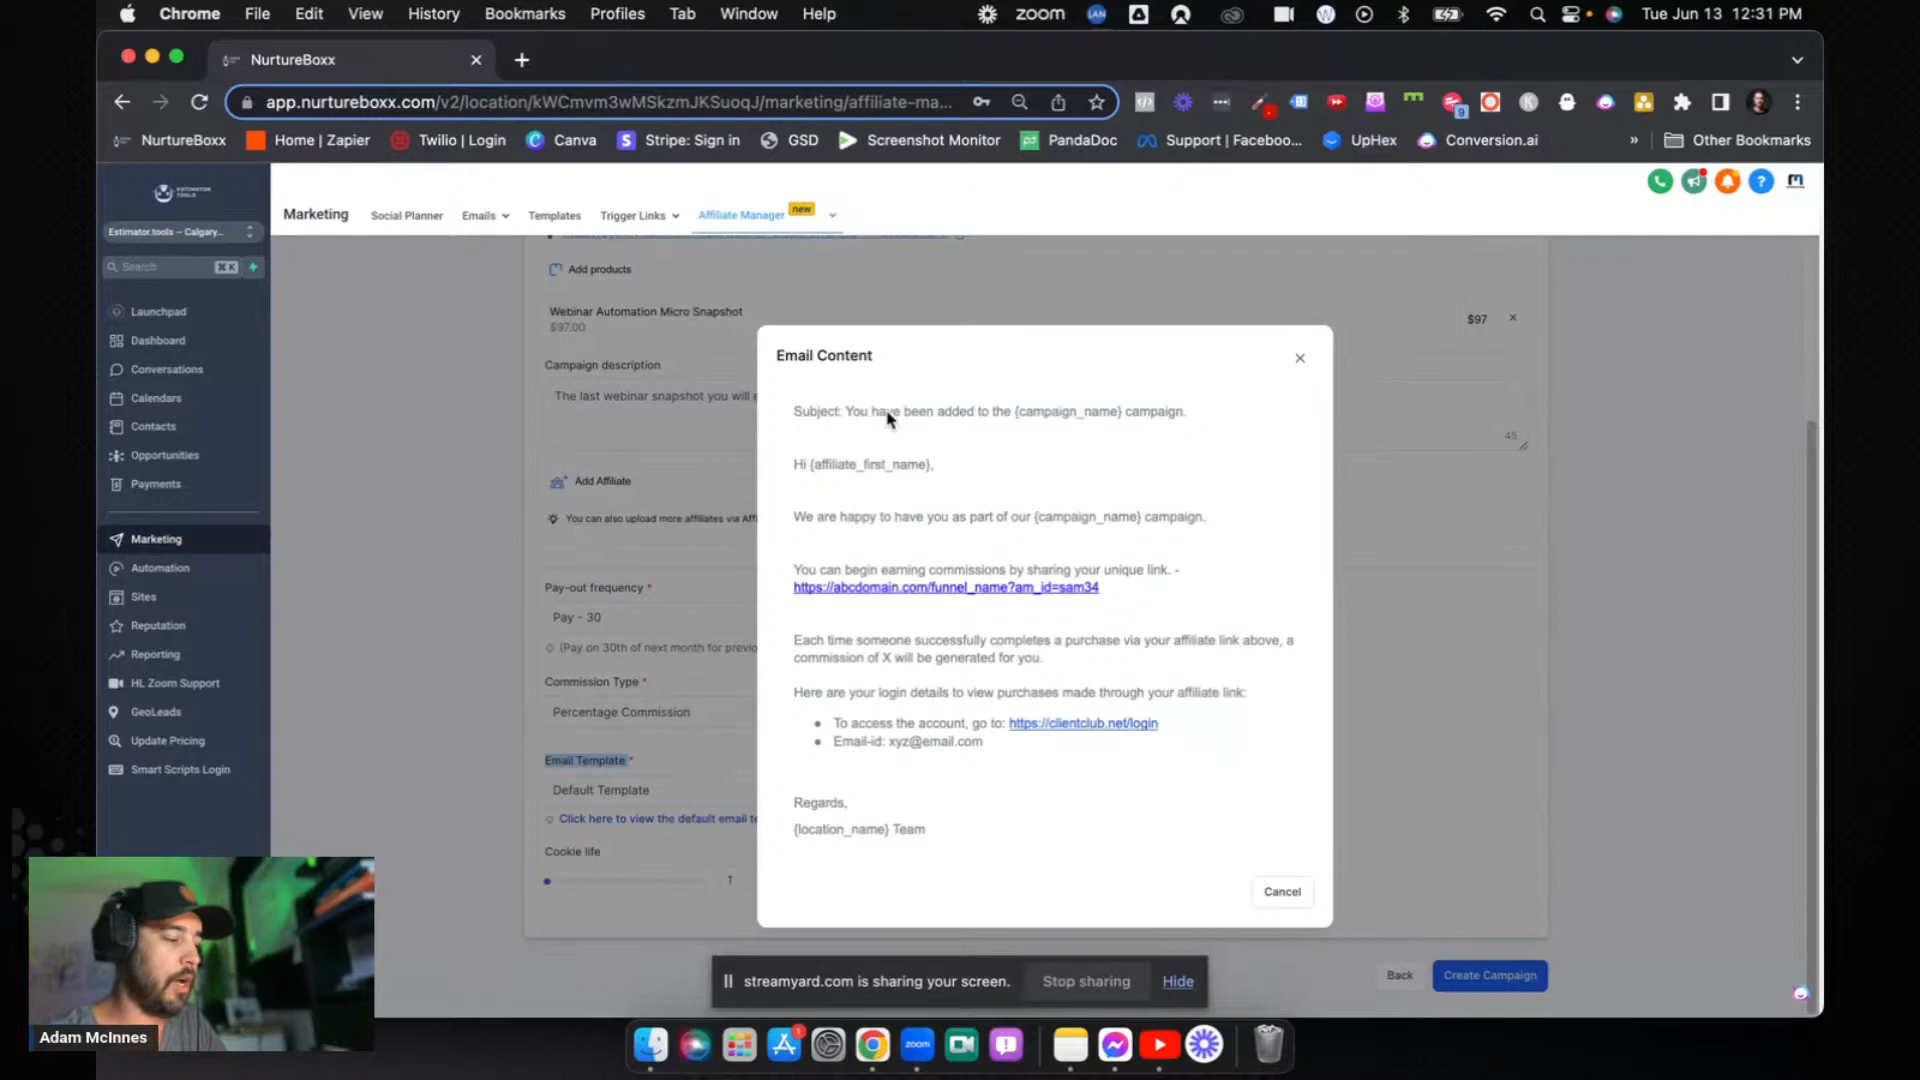 Chrome File Edit View History Bookmarks Profiles Tab Window Help zoom LAN W Tue Jun 13 12:31 PM
NurtureBoxx
app.nurtureboxx.com/v2/location/kWCmvm3wMSkzmJKSuoqJ/marketing/affiliate-ma...
NurtureBoxx Home | Zapier Twilio | Login Canva Stripe: Sign in GSD Screenshot Monitor PandaDoc Support | Faceboo... UpHex Conversion.ai » Other Bookmarks
ESTIMATOR TOOLS
Estimator.tools -- Calgary...
Search ⌘ K
Launchpad
Dashboard
Conversations
Calendars
Contacts
Opportunities
Payments
Marketing
Automation
Sites
Reputation
Reporting
HL Zoom Support
GeoLeads
Update Pricing
Smart Scripts Login
Marketing Social Planner Emails Templates Trigger Links Affiliate Manager new
Add products
Webinar Automation Micro Snapshot
$97.00
$97
Campaign description
The last webinar snapshot you will
45
Add Affiliate
You can also upload more affiliates via
Pay-out frequency *
Pay - 30
(Pay on 30th of next month for
Commission Type *
Percentage Commission
Email Template *
Default Template
Click here to view the default email
Cookie life
1
Email Content
Subject: You have been added to the {campaign_name} campaign.
Hi {affiliate_first_name},
We are happy to have you as part of our {campaign_name} campaign.
You can begin earning commissions by sharing your unique link. -
https://abcdomain.com/funnel_name?am_id=sam34
Each time someone successfully completes a purchase via your affiliate link above, a
commission of X will be generated for you.
Here are your login details to view purchases made through your affiliate link:
To access the account, go to: https://clientclub.net/login
Email-id: xyz@email.com
Regards,
{location_name} Team
Cancel
Back Create Campaign
streamyard.com is sharing your screen. Stop sharing Hide
Adam McInnes
zoom